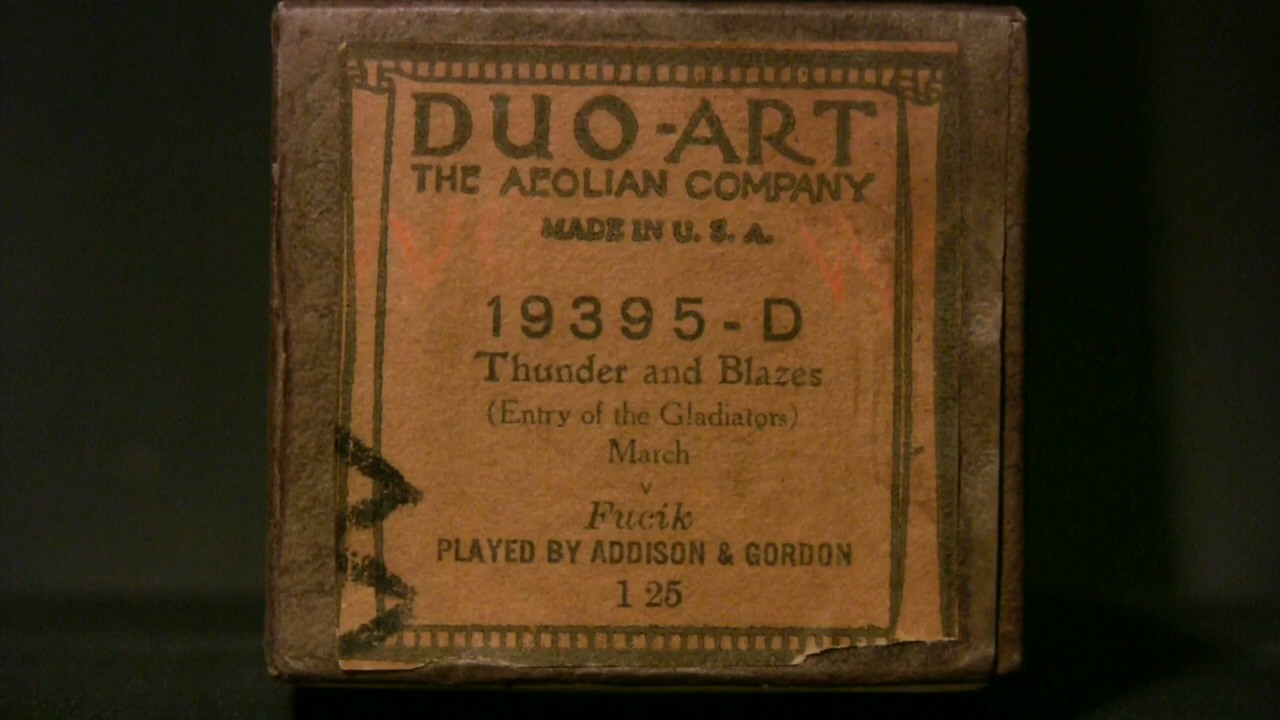 DUO-ART
THE AEOLIAN COMPANY
MADE IN U. S. A.
19395-D
Thunder and Blazes
(Entry of the Gladiators)
March
v
Fucik
PLAYED BY ADDISON & GORDON
1 25